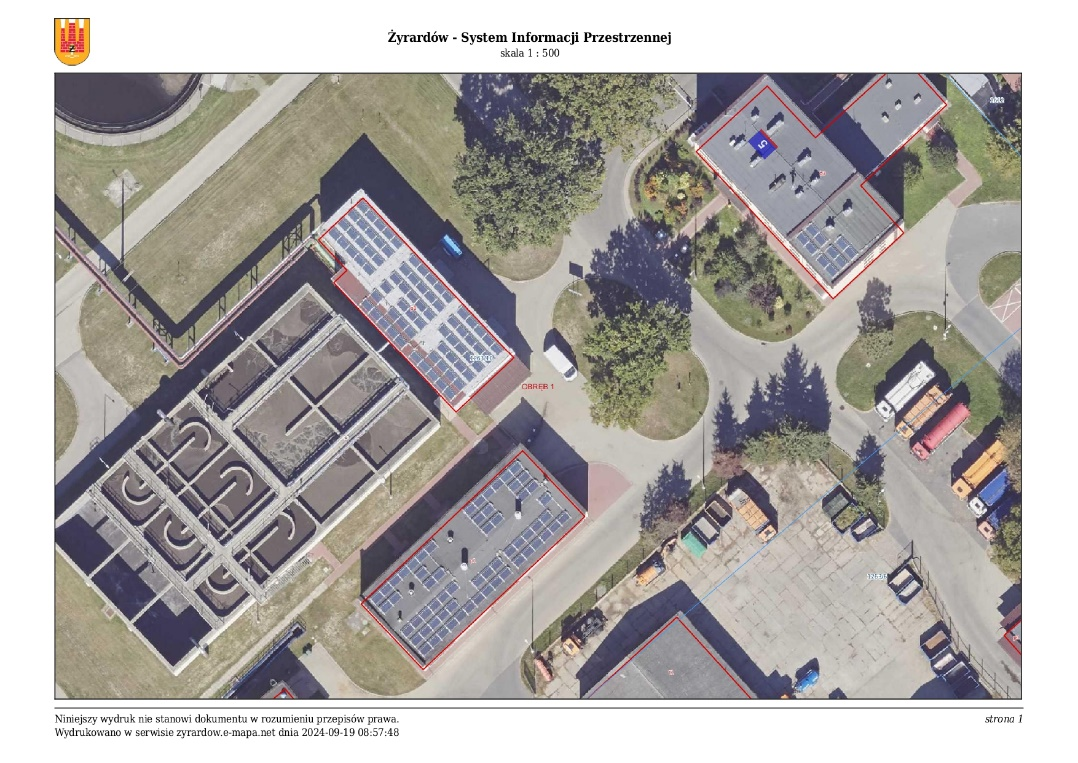 Żyrardów - System Informacji Przestrzennej
skala 1 : 500
5
OBRĘB 1
Niniejszy wydruk nie stanowi dokumentu w rozumieniu przepisów prawa.
strona 1
Wydrukowano w serwisie zyrardow.e-mapa.net dnia 2024-09-19 08:57:48